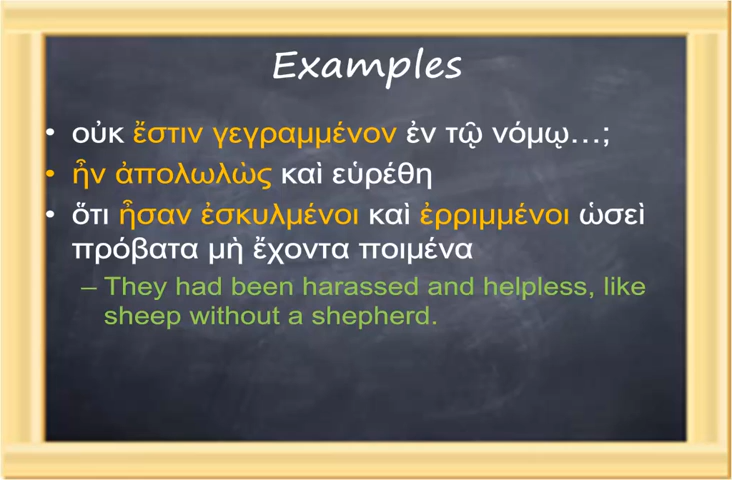 Examples
• οὐκ ἔστιν γεγραμμένον ἐν τῷ νόμῳ...;
• ἦν ἀπολωλὼς καὶ εὑρέθη
• ὅτι ἦσαν ἐσκυλμένοι καὶ ἐρριμμένοι ὡσεὶ
πρόβατα μὴ ἔχοντα ποιμένα
– They had been harassed and helpless, like
sheep without a shepherd.